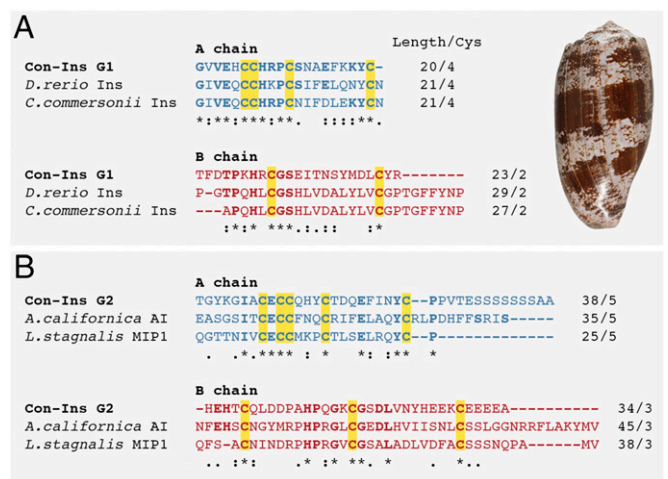 A
A chain Length/Cys
Con-Ins G1 GVVEHCCHRPCSNAEFKKYC- 20/4
D.rerio Ins GIVEQCCHRPCSIFELQNYCN 21/4
C.commersonii Ins GIVEQCCHRPCNIFDLEKYCN 21/4
*:**:******. ::::**.
B chain
Con-Ins G1 TFDTPKHRCGSEITNSYMDLCYR------- 23/2
D.rerio Ins P-GTPQHLCGSHLVDALYLVCGPTGFFYNP 29/2
C.commersonii Ins ---APQHLCGSHLVDALYLVCGPTGFFYNP 27/2
:*:* ***.:.:: :*
B
A chain
Con-Ins G2 TGYKGIACECCQHYCTDQEFINYC--PPVTESSSSSSSAA 38/5
A.californica AI EASGSITCECCFNQCRIFELAQYCRLPDHFFSRIS----- 35/5
L.stagnalis MIP1 QGTTNIVCECCMKPCTLSELRQYC--P------------- 25/5
. *.**** : * *: :** *
B chain
Con-Ins G2 -HEHTCQLDDPAHPQGKCGSDLVNYHEEKCEEEEA----------- 34/3
A.californica AI NFEHSCNGYMRPHPRGLCGEDLHVIISNLCSSLGGNRRFLAKYMV 45/3
L.stagnalis MIP1 QFS-ACNINDRPHRRGVCGSALADLVDFACSSSNQPA------MV 38/3
.. :*: .* :* **.* . *..